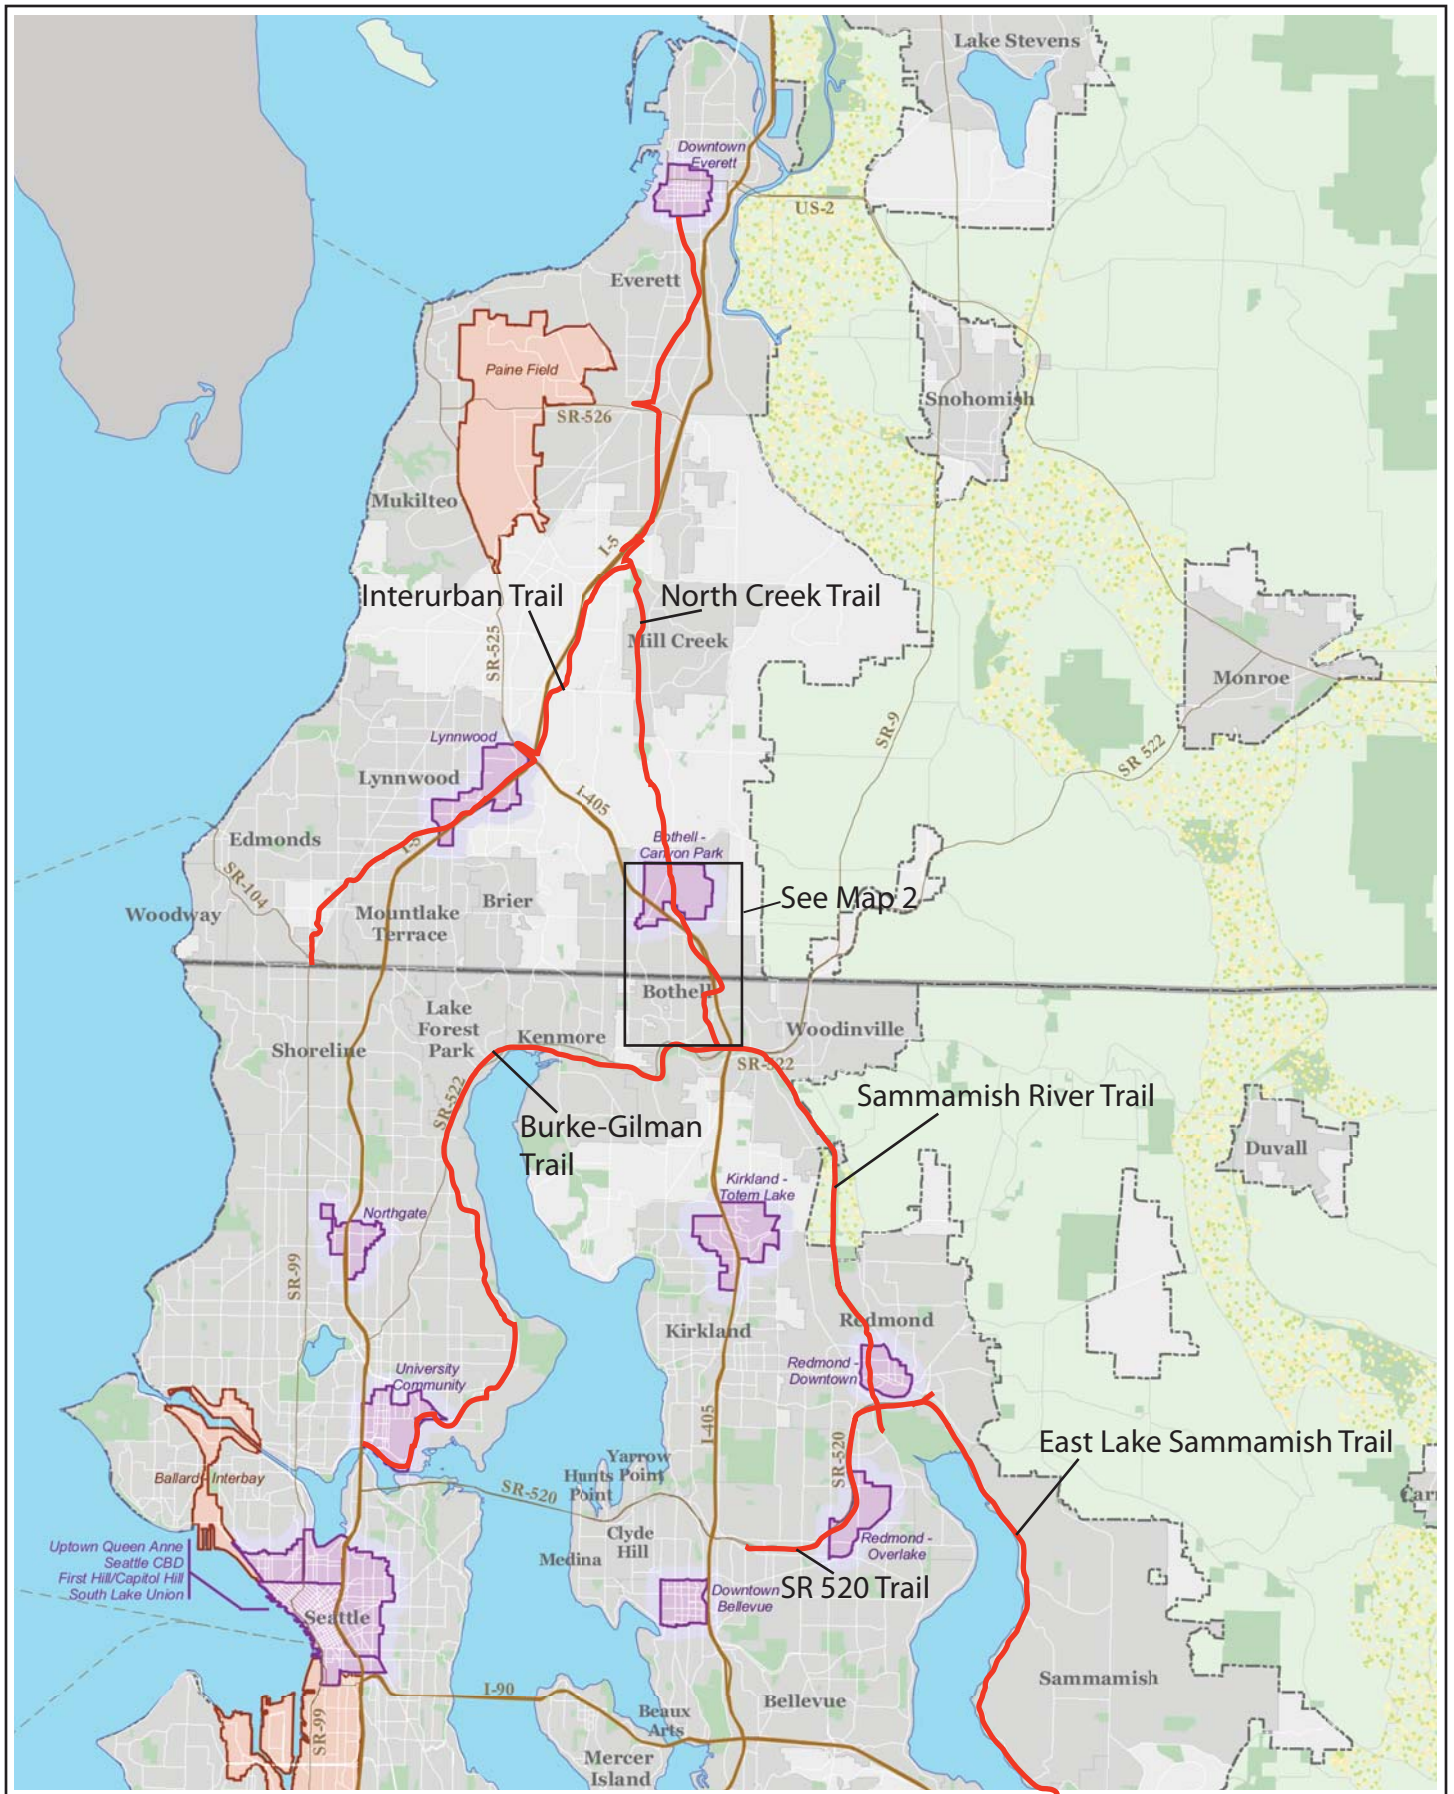 Lake Stevens
Downtown
Everett
US-2
Everett
Paine Field
SR-526
Snohomish
Mukilteo
I-5
Interurban Trail
North Creek Trail
SR-525
Mill Creek
Monroe
SR-9
Lynnwood
SR 522
Lynnwood
I-405
Edmonds
I-5
Bothell -
Canyon Park
SR-104
Brier
See Map 2
Woodway
Mountlake
Terrace
Bothell
Lake
Forest
Park
Kenmore
Woodinville
Shoreline
SR-522
SR-522
Sammamish River Trail
Burke-Gilman
Trail
Duvall
Kirkland -
Totem Lake
Northgate
SR-99
Redmond
Kirkland
Redmond -
Downtown
University
Community
I-405
SR-520
East Lake Sammamish Trail
Yarrow
Point
Hunts
Point
Ballard - Interbay
SR-520
Clyde
Hill
Medina
Redmond -
Overlake
Uptown Queen Anne
Seattle CBD
First Hill/Capitol Hill
South Lake Union
SR 520 Trail
Downtown
Bellevue
Seattle
Sammamish
I-90
Bellevue
Beaux
Arts
SR-99
Mercer
Island